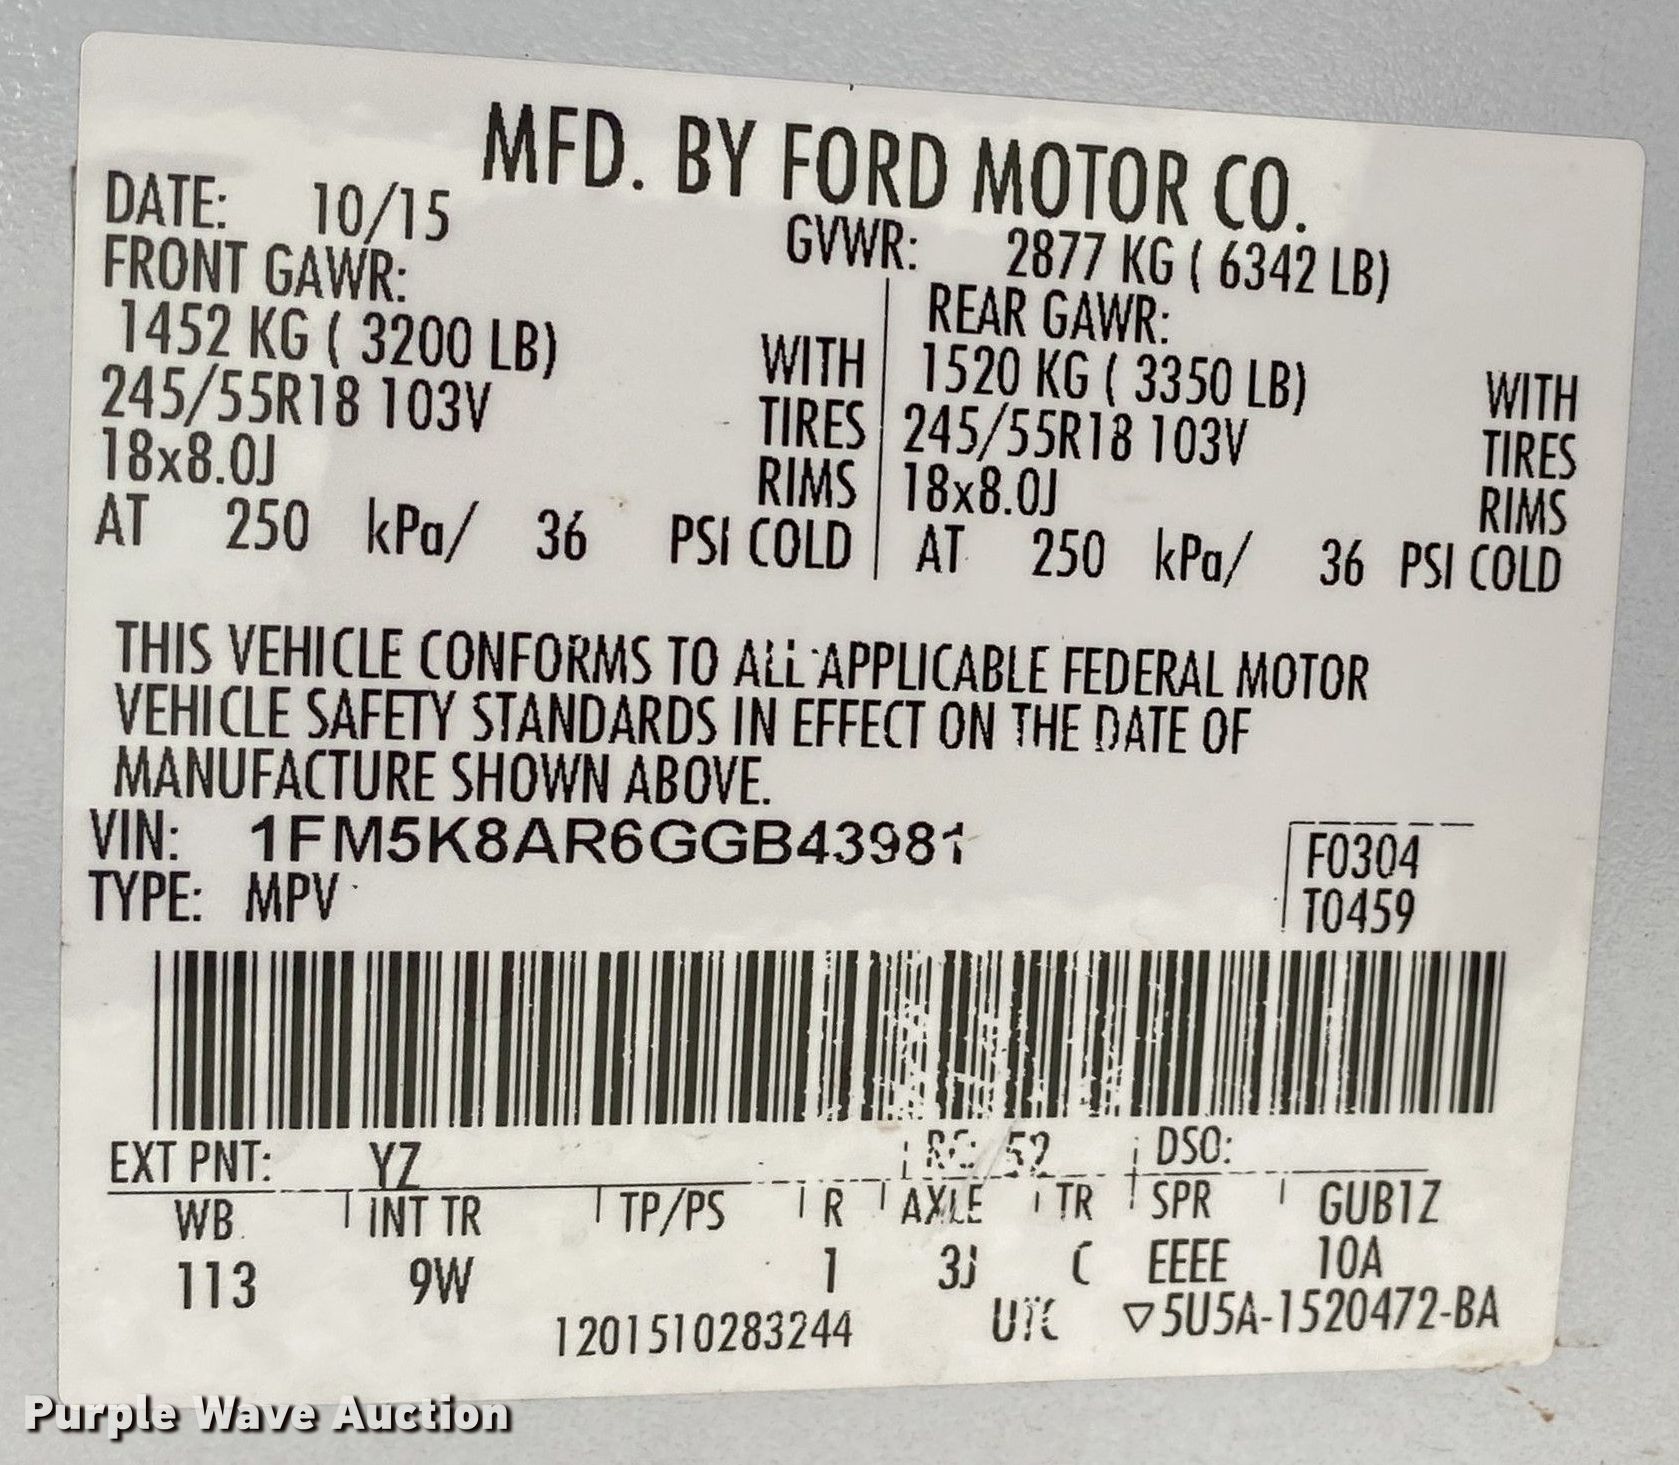 MFD. BY FORD MOTOR CO.
DATE: 10/15
GVWR: 2877 KG ( 6342 LB)
FRONT GAWR:
1452 KG ( 3200 LB) WITH
245/55R18 103V TIRES
18x8.0J RIMS
AT 250 kPa/ 36 PSI COLD
REAR GAWR:
1520 KG ( 3350 LB) WITH
245/55R18 103V TIRES
18x8.0J RIMS
AT 250 kPa/ 36 PSI COLD
THIS VEHICLE CONFORMS TO ALL APPLICABLE FEDERAL MOTOR
VEHICLE SAFETY STANDARDS IN EFFECT ON THE DATE OF
MANUFACTURE SHOWN ABOVE.
VIN: 1FM5K8AR6GGB43981
TYPE: MPV
F0304
T0459
EXT PNT: YZ RC: 52 DSO:
WB INT TR TP/PS R AXLE TR SPR GUB1Z
113 9W 1 3J C EEEE 10A
1201510283244 UTC ▽5U5A-1520472-BA
Purple Wave Auction